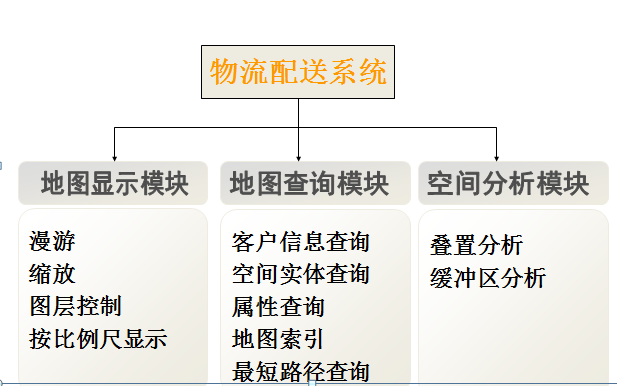 物流配送系统
地图显示模块
漫游
缩放
图层控制
按比例尺显示
地图查询模块
客户信息查询
空间实体查询
属性查询
地图索引
最短路径查询
空间分析模块
叠置分析
缓冲区分析